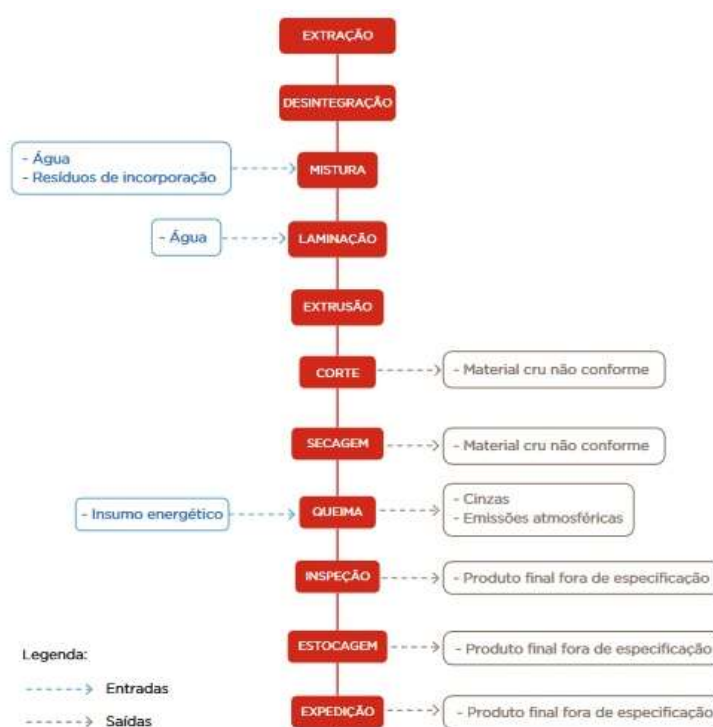 EXTRAÇÃO
DESINTEGRAÇÃO
- Água
- Resíduos de incorporação
MISTURA
- Água
LAMINAÇÃO
EXTRUSÃO
CORTE
- Material cru não conforme
SECAGEM
- Material cru não conforme
- Insumo energético
QUEIMA
- Cinzas
- Emissões atmosféricas
INSPEÇÃO
- Produto final fora de especificação
ESTOCAGEM
- Produto final fora de especificação
EXPEDIÇÃO
- Produto final fora de especificação
Legenda:
Entradas
Saídas